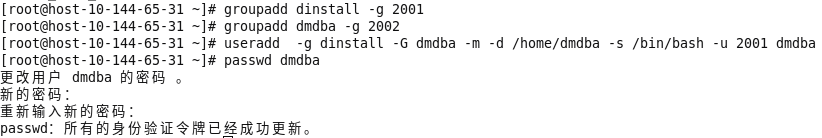 [root@host-10-144-65-31 ~]# groupadd dinstall -g 2001
[root@host-10-144-65-31 ~]# groupadd dmdba -g 2002
[root@host-10-144-65-31 ~]# useradd  -g dinstall -G dmdba -m -d /home/dmdba -s /bin/bash -u 2001 dmdba
[root@host-10-144-65-31 ~]# passwd dmdba
更改用户 dmdba 的密码 。
新的密码：
重新输入新的密码：
passwd：所有的身份验证令牌已经成功更新。